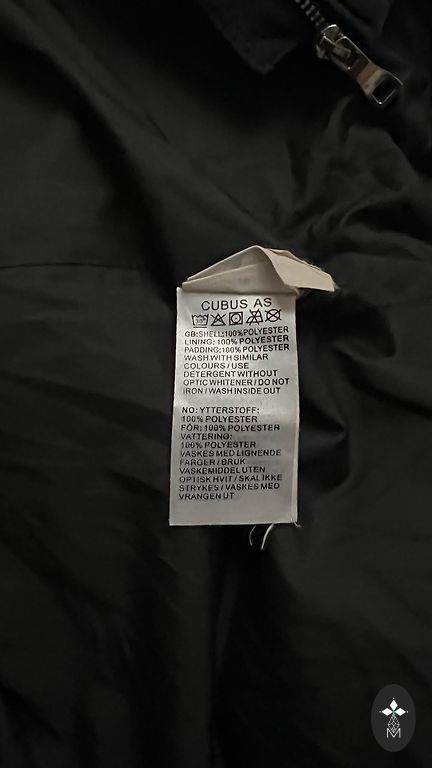 CUBUS AS
30
GB:SHELL:100%POLYESTER
LINING: 100% POLYESTER
PADDING:100% POLYESTER
WASH WITH SIMILAR
COLOURS / USE
DETERGENT WITHOUT
OPTIC WHITENER / DO NOT
IRON / WASH INSIDE OUT
NO: YTTERSTOFF:
100% POLYESTER
FÓR: 100% POLYESTER
VATTERING:
100% POLYESTER
VASKES MED LIGNENDE
FARGER / BRUK
VASKEMIDDEL UTEN
OPTISK HVIT / SKAL IKKE
STRYKES / VASKES MED
VRANGEN UT
M